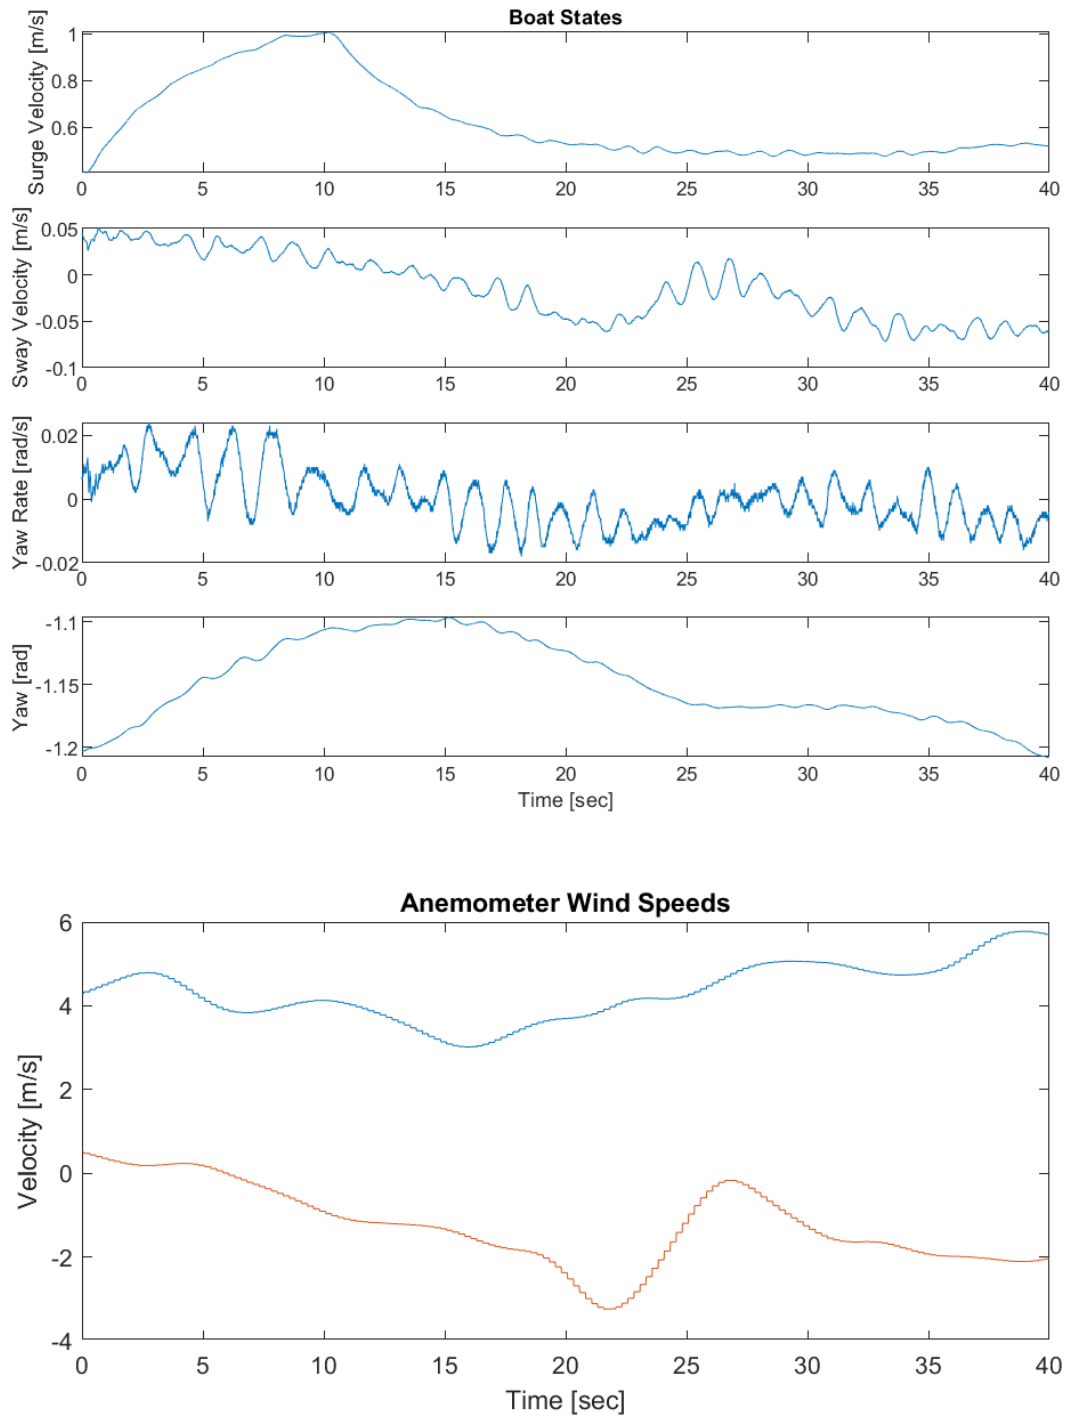 Boat States
Surge Velocity [m/s]
1
0.8
0.6
0 5 10 15 20 25 30 35 40
Sway Velocity [m/s]
0.05
0
-0.05
-0.1
0 5 10 15 20 25 30 35 40
Yaw Rate [rad/s]
0.02
0
-0.02
0 5 10 15 20 25 30 35 40
Yaw [rad]
-1.1
-1.15
-1.2
0 5 10 15 20 25 30 35 40
Time [sec]
Anemometer Wind Speeds
Velocity [m/s]
6
4
2
0
-2
-4
0 5 10 15 20 25 30 35 40
Time [sec]